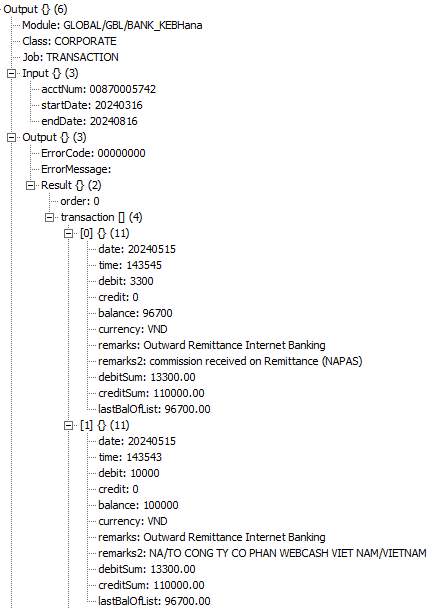 Output {} (6)
Module: GLOBAL/GBL/BANK_KEBHana
Class: CORPORATE
Job: TRANSACTION
Input {} (3)
acctNum: 00870005742
startDate: 20240316
endDate: 20240816
Output {} (3)
ErrorCode: 00000000
ErrorMessage:
Result {} (2)
order: 0
transaction [] (4)
[0] {} (11)
date: 20240515
time: 143545
debit: 3300
credit: 0
balance: 96700
currency: VND
remarks: Outward Remittance Internet Banking
remarks2: commission received on Remittance (NAPAS)
debitSum: 13300.00
creditSum: 110000.00
lastBalOfList: 96700.00
[1] {} (11)
date: 20240515
time: 143543
debit: 10000
credit: 0
balance: 100000
currency: VND
remarks: Outward Remittance Internet Banking
remarks2: NA/TO CONG TY CO PHAN WEBCASH VIET NAM/VIETNAM
debitSum: 13300.00
creditSum: 110000.00
lastBalOfList: 96700.00